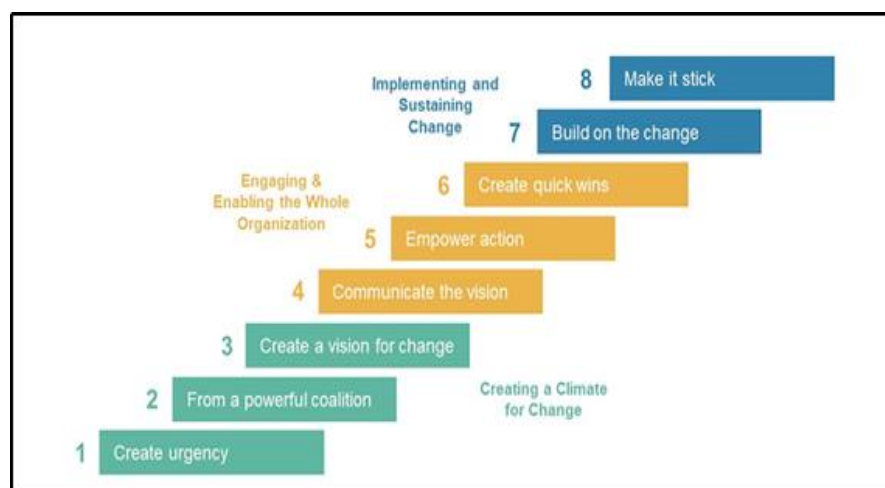 8 Make it stick
Implementing and
Sustaining
Change
7 Build on the change
6 Create quick wins
Engaging &
Enabling the Whole
Organization
5 Empower action
4 Communicate the vision
3 Create a vision for change
2 From a powerful coalition
Creating a Climate
for Change
1 Create urgency